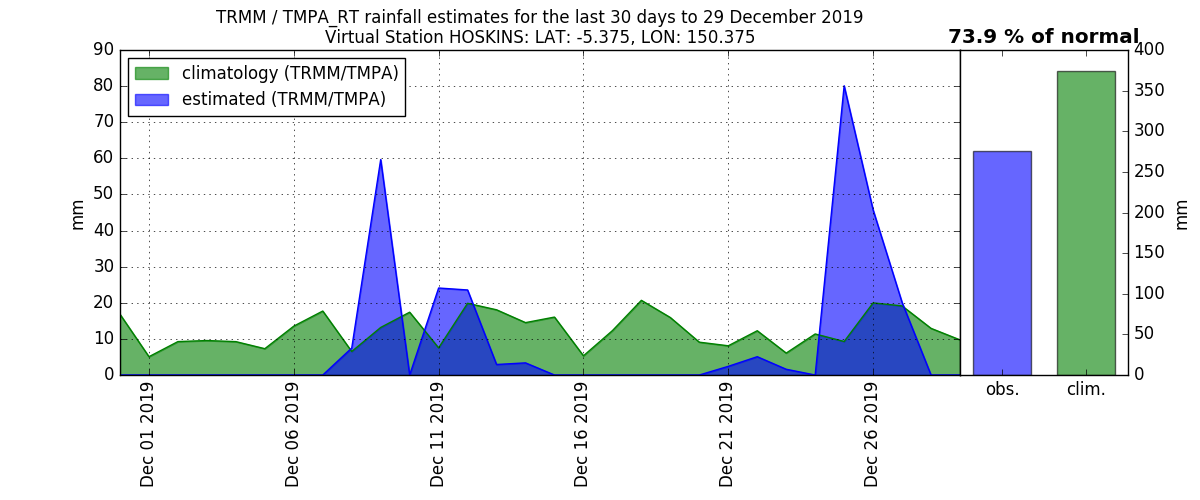 TRMM / TMPA_RT rainfall estimates for the last 30 days to 29 December 2019
Virtual Station HOSKINS: LAT: -5.375, LON: 150.375
73.9 % of normal
climatology (TRMM/TMPA)
estimated (TRMM/TMPA)
mm
90
80
70
60
50
40
30
20
10
0
Dec 01 2019
Dec 06 2019
Dec 11 2019
Dec 16 2019
Dec 21 2019
Dec 26 2019
400
350
300
250
200
150
100
50
0
mm
obs.
clim.